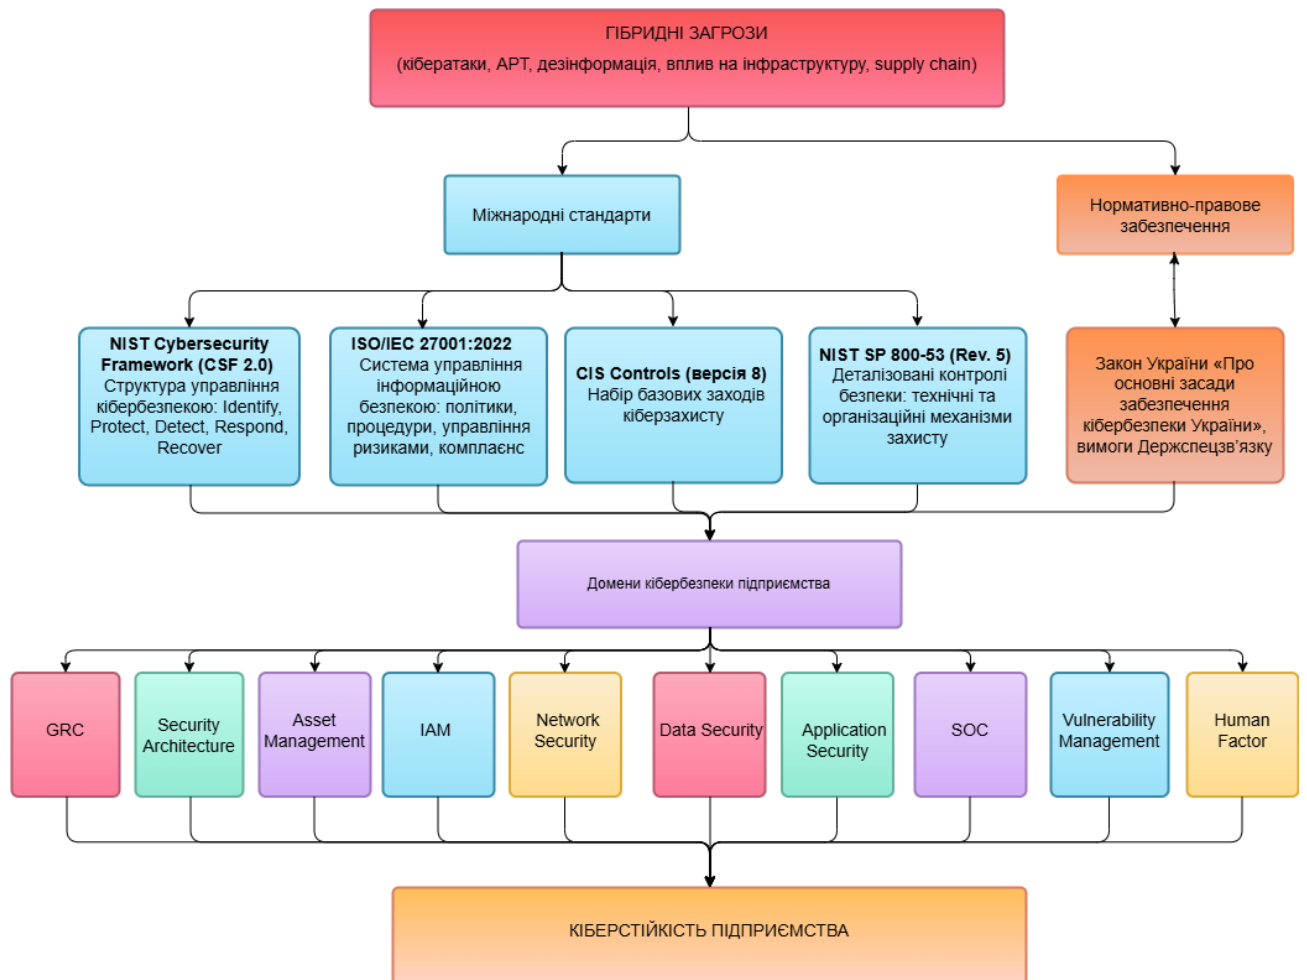 ГІБРИДНІ ЗАГРОЗИ
(кібератаки, APT, дезінформація, вплив на інфраструктуру, supply chain)
Міжнародні стандарти
Нормативно-правове
забезпечення
NIST Cybersecurity
Framework (CSF 2.0)
Структура управління
кібербезпекою: Identify,
Protect, Detect, Respond,
Recover
ISO/IEC 27001:2022
Система управління
інформаційною
безпекою: політики,
процедури, управління
ризиками, комплаєнс
CIS Controls (версія 8)
Набір базових заходів
кіберзахисту
NIST SP 800-53 (Rev. 5)
Деталізовані контролі
безпеки: технічні та
організаційні механізми
захисту
Закон України «Про
основні засади
забезпечення
кібербезпеки України»,
вимоги Держспецзв’язку
Домени кібербезпеки підприємства
GRC
Security
Architecture
Asset
Management
IAM
Network
Security
Data Security
Application
Security
SOC
Vulnerability
Management
Human
Factor
КІБЕРСТІЙКІСТЬ ПІДПРИЄМСТВА